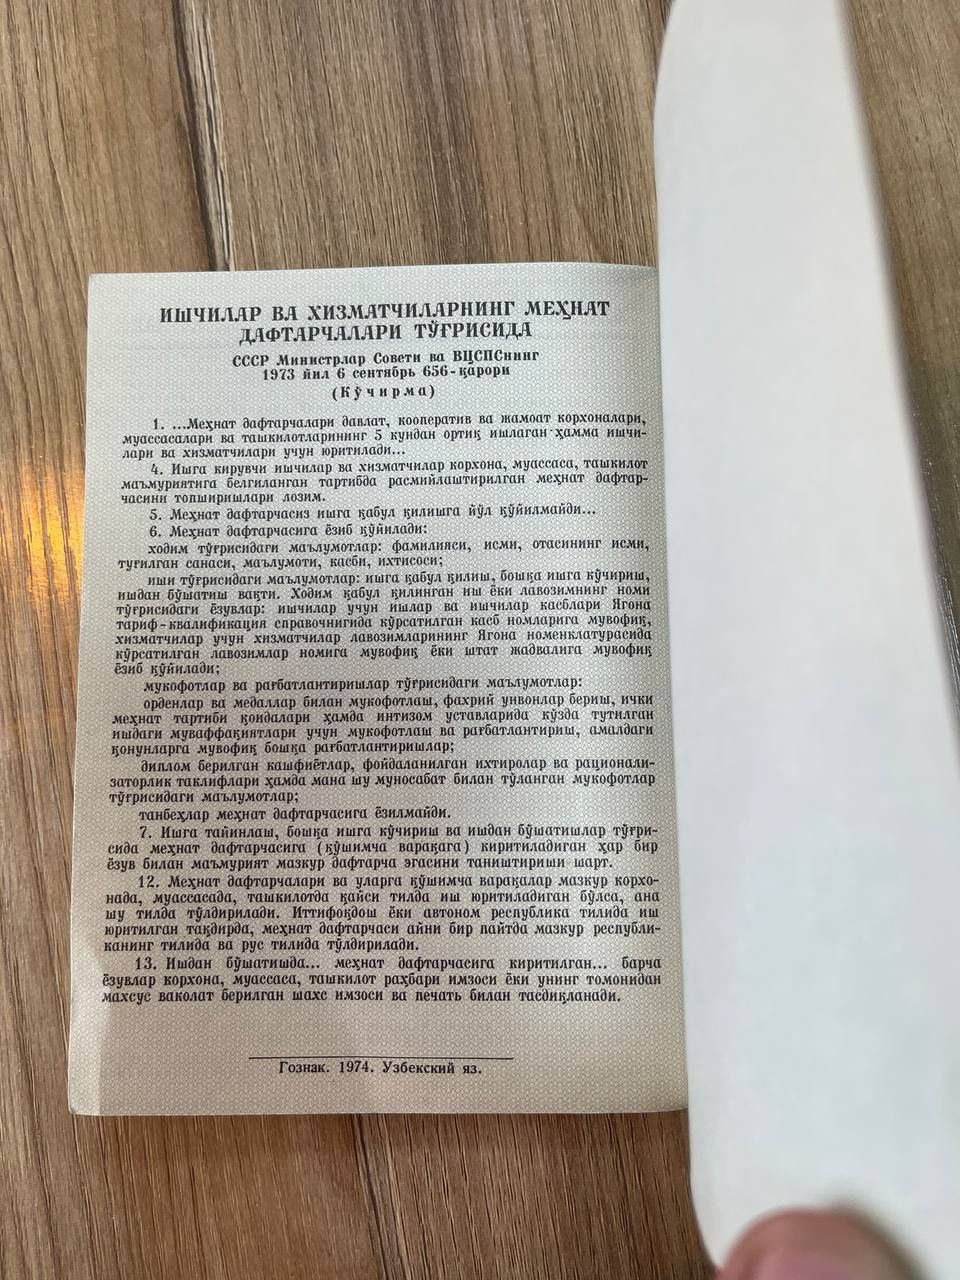 ИШЧИЛАР ВА ХИЗМАТЧИЛАРНИНГ МЕҲНАТ
ДАФТАРЧАЛАРИ ТЎҒРИСИДА
СССР Министрлар Совети ва ВЦСПСнинг
1973 йил 6 сентябрь 656-қарори
(Кўчирма)
1. ...Меҳнат дафтарчалари давлат, кооператив ва жамоат корхоналари,
муассасалари ва ташкилотларининг 5 кундан ортиқ ишлаган ҳамма ишчи-
лари ва хизматчилари учун юритилади...
4. Ишга кирувчи ишчилар ва хизматчилар корхона, муассаса, ташкилот
маъмуриятига белгиланган тартибда расмийлаштирилган меҳнат дафтар-
часини топширишлари лозим.
5. Меҳнат дафтарчасиз ишга қабул қилишга йўл қўйилмайди...
6. Меҳнат дафтарчасига ёзиб қўйилади:
ходим тўғрисидаги маълумотлар: фамилияси, исми, отасининг исми,
туғилган санаси, маълумоти, касби, ихтисоси;
иши тўғрисидаги маълумотлар: ишга қабул қилиш, бошқа ишга кўчириш,
ишдан бўшатиш вақти. Ходим қабул қилинган иш ёки лавозимнинг номи
тўғрисидаги ёзувлар: ишчилар учун ишлар ва ишчилар касблари Ягона
тариф-квалификация справочнигида кўрсатилган касб номларига мувофиқ,
хизматчилар учун хизматчилар лавозимларининг Ягона номенклатурасида
кўрсатилган лавозимлар номига мувофиқ ёки штат жадвалига мувофиқ
ёзиб қўйилади;
мукофотлар ва рағбатлантиришлар тўғрисидаги маълумотлар:
орденлар ва медаллар билан мукофотлаш, фахрий унвонлар бериш, ички
меҳнат тартиби қоидалари ҳамда интизом уставларида кўзда тутилган
ишдаги муваффақиятлари учун мукофотлаш ва рағбатлантириш, амалдаги
қонунларга мувофиқ бошқа рағбатлантиришлар;
диплом берилган кашфиётлар, фойдаланилган ихтиролар ва рационали-
заторлик таклифлари ҳамда мана шу муносабат билан тўланган мукофотлар
тўғрисидаги маълумотлар;
танбеҳлар меҳнат дафтарчасига ёзилмайди.
7. Ишга тайинлаш, бошқа ишга кўчириш ва ишдан бўшатишлар тўғри-
сида меҳнат дафтарчасига (қўшимча варақага) киритиладиган ҳар бир
ёзув билан маъмурият мазкур дафтарча эгасини таништириши шарт.
12. Меҳнат дафтарчалари ва уларга қўшимча варақалар мазкур корхо-
нада, муассасада, ташкилотда қайси тилда иш юритиладиган бўлса, ана
шу тилда тўлдирилади. Иттифоқдош ёки автоном республика тилида иш
юритилган тақдирда, меҳнат дафтарчаси айни бир пайтда мазкур республи-
канинг тилида ва рус тилида тўлдирилади.
13. Ишдан бўшатишда... меҳнат дафтарчасига киритилган... барча
ёзувлар корхона, муассаса, ташкилот раҳбари имзоси ёки унинг томонидан
махсус ваколат берилган шахс имзоси ва печать билан тасдиқланади.
Гознак. 1974. Узбекский яз.